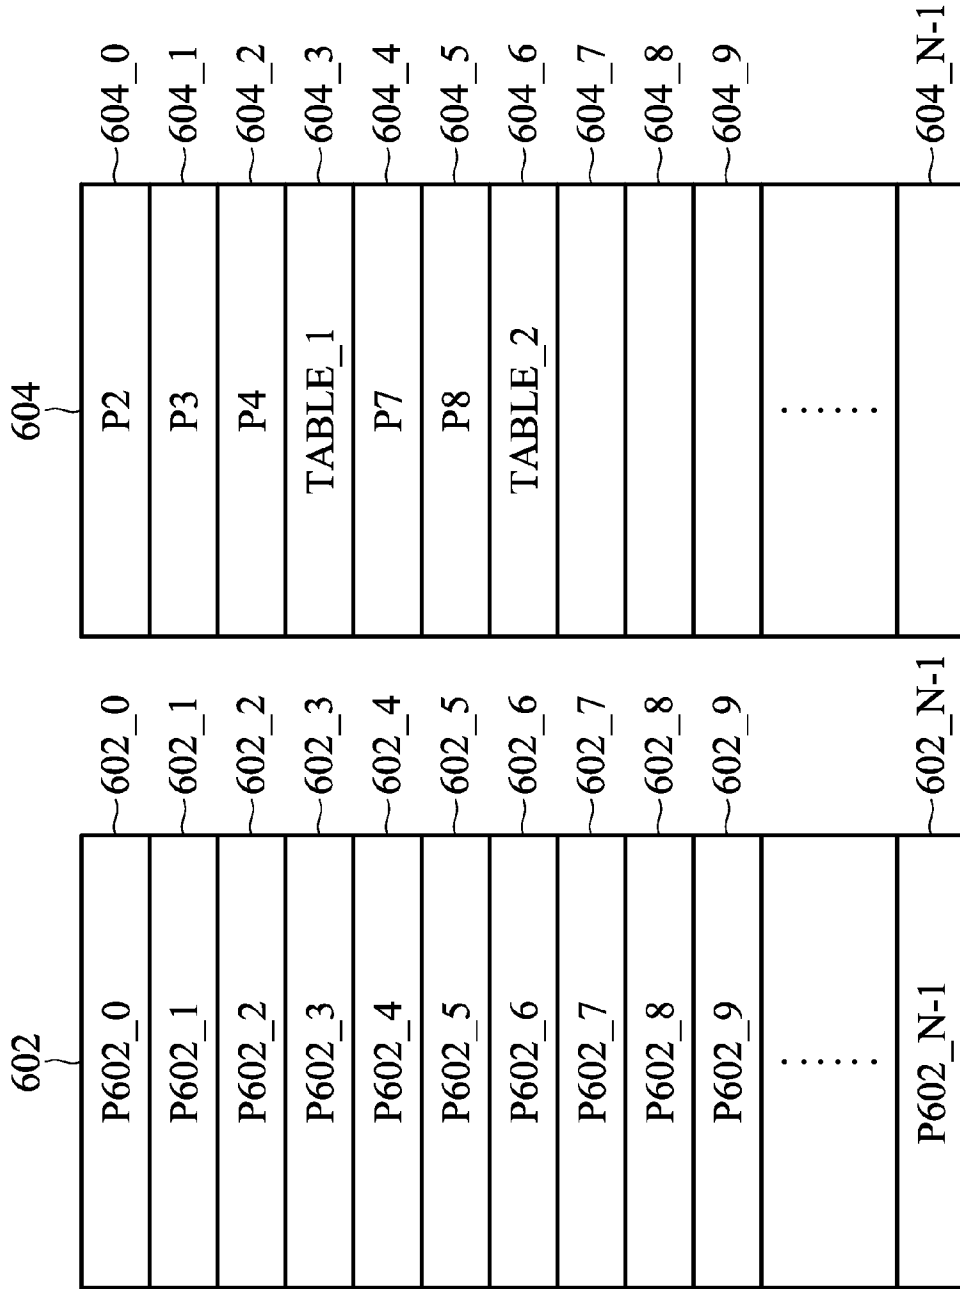 602
P602_0 602_0
P602_1 602_1
P602_2 602_2
P602_3 602_3
P602_4 602_4
P602_5 602_5
P602_6 602_6
P602_7 602_7
P602_8 602_8
P602_9 602_9
......
P602_N-1 602_N-1
604
P2 604_0
P3 604_1
P4 604_2
TABLE_1 604_3
P7 604_4
P8 604_5
TABLE_2 604_6
604_7
604_8
604_9
......
604_N-1